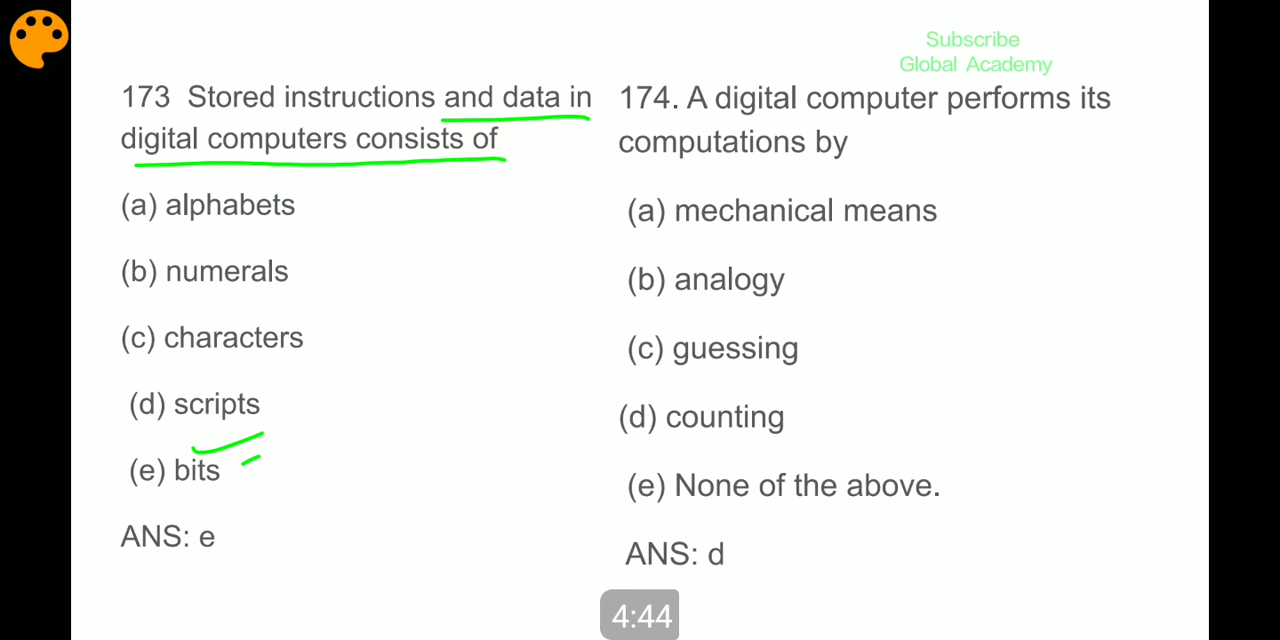 Subscribe
Global Academy
173 Stored instructions and data in
digital computers consists of
(a) alphabets
(b) numerals
(c) characters
(d) scripts
(e) bits
ANS: e
174. A digital computer performs its
computations by
(a) mechanical means
(b) analogy
(c) guessing
(d) counting
(e) None of the above.
ANS: d
4:44